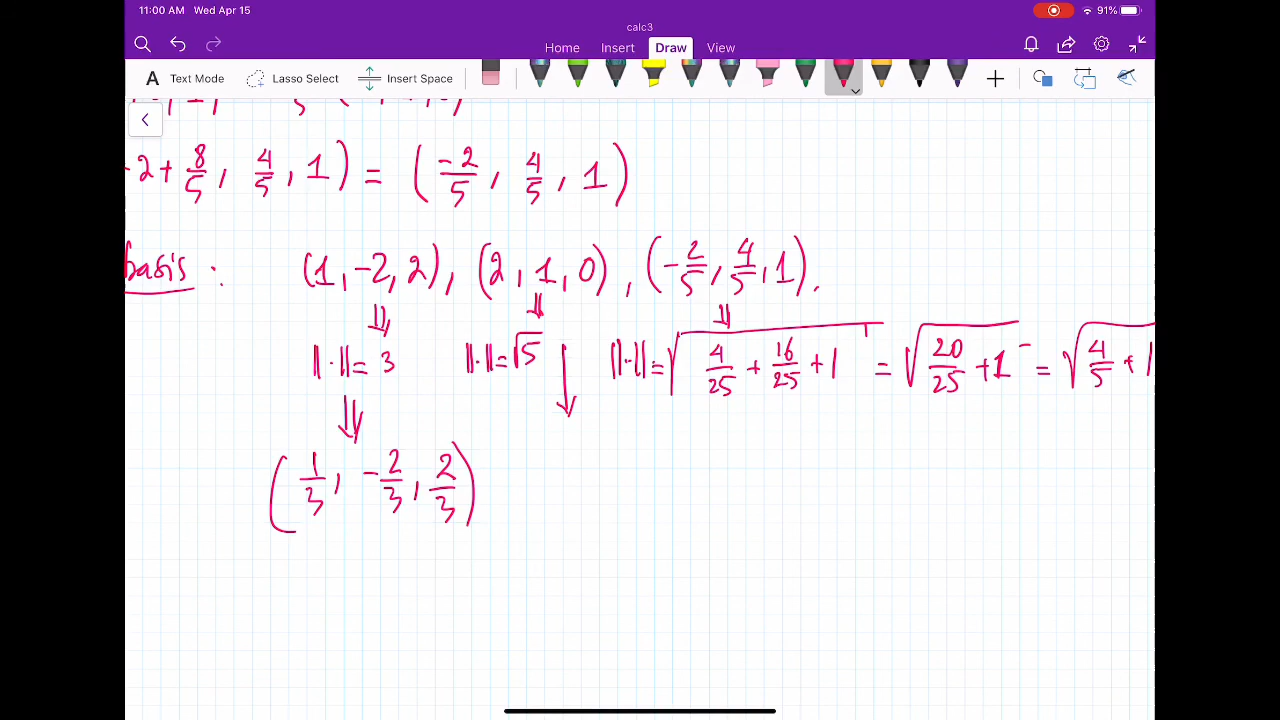 11:00 AM Wed Apr 15
91%
calc3
Home Insert Draw View
A Text Mode Lasso Select Insert Space
-2 + 8/5, 4/5, 1) = (-2/5, 4/5, 1)
basis: (1, -2, 2), (2, 1, 0), (-2/5, 4/5, 1).
||·|| = 3 ||·|| = √5 ||·|| = √(4/25 + 16/25 + 1) = √(20/25 + 1) = √(4/5 + 1
(1/3, -2/3, 2/3)